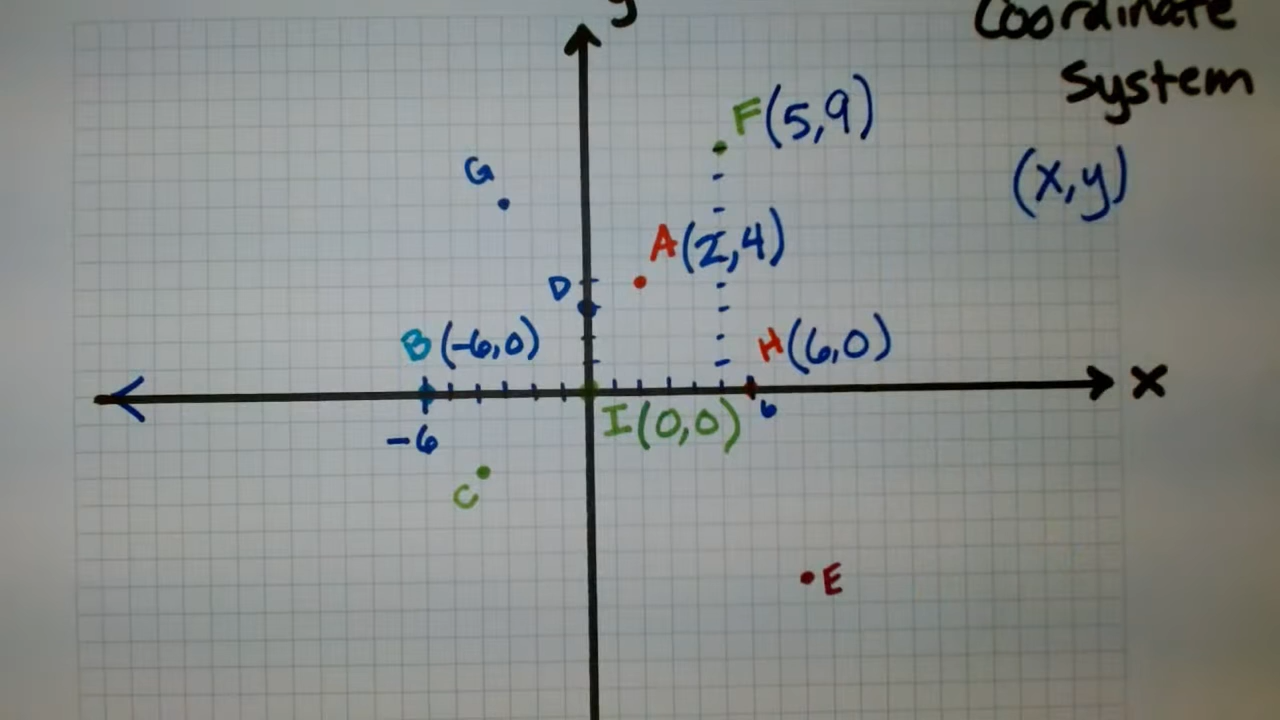 y
Coordinate
System
F(5,9)
(x,y)
G
A(2,4)
D
B(-6,0)
H(6,0)
x
I(0,0)
6
-6
C
E